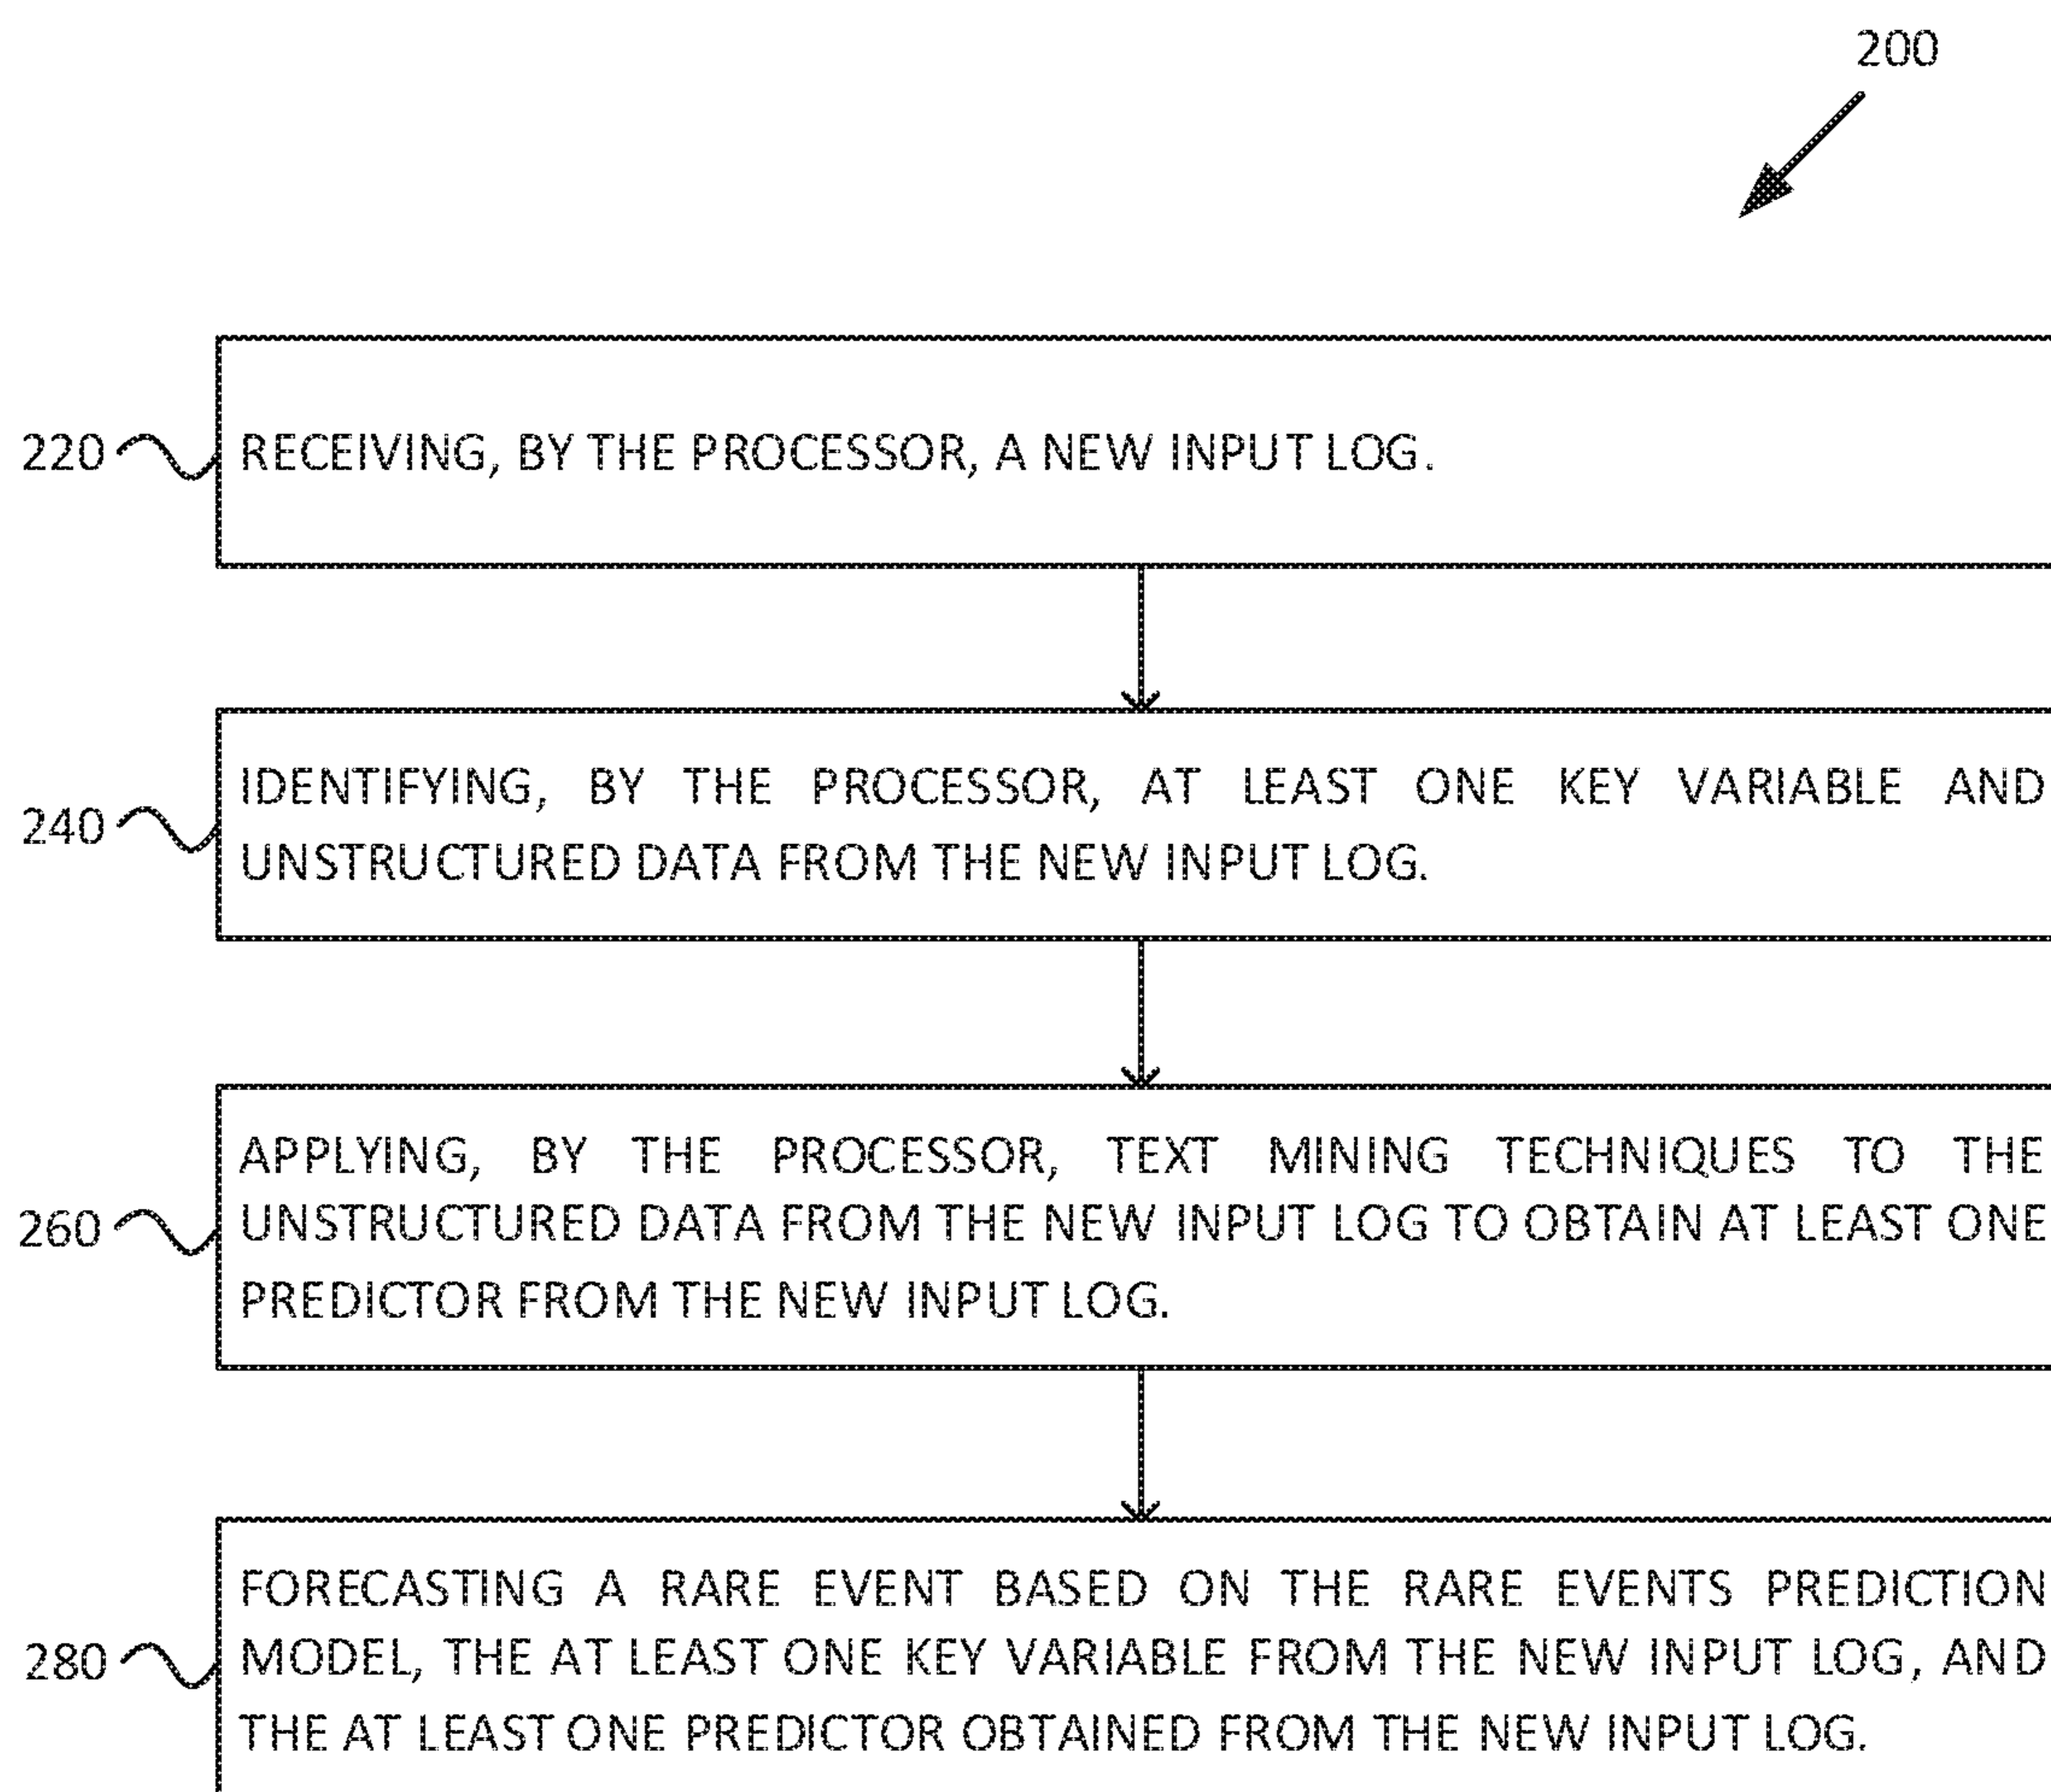 200
220
RECEIVING, BY THE PROCESSOR, A NEW INPUT LOG.
240
IDENTIFYING, BY THE PROCESSOR, AT LEAST ONE KEY VARIABLE AND
UNSTRUCTURED DATA FROM THE NEW INPUT LOG.
260
APPLYING, BY THE PROCESSOR, TEXT MINING TECHNIQUES TO THE
UNSTRUCTURED DATA FROM THE NEW INPUT LOG TO OBTAIN AT LEAST ONE
PREDICTOR FROM THE NEW INPUT LOG.
280
FORECASTING A RARE EVENT BASED ON THE RARE EVENTS PREDICTION
MODEL, THE AT LEAST ONE KEY VARIABLE FROM THE NEW INPUT LOG, AND
THE AT LEAST ONE PREDICTOR OBTAINED FROM THE NEW INPUT LOG.